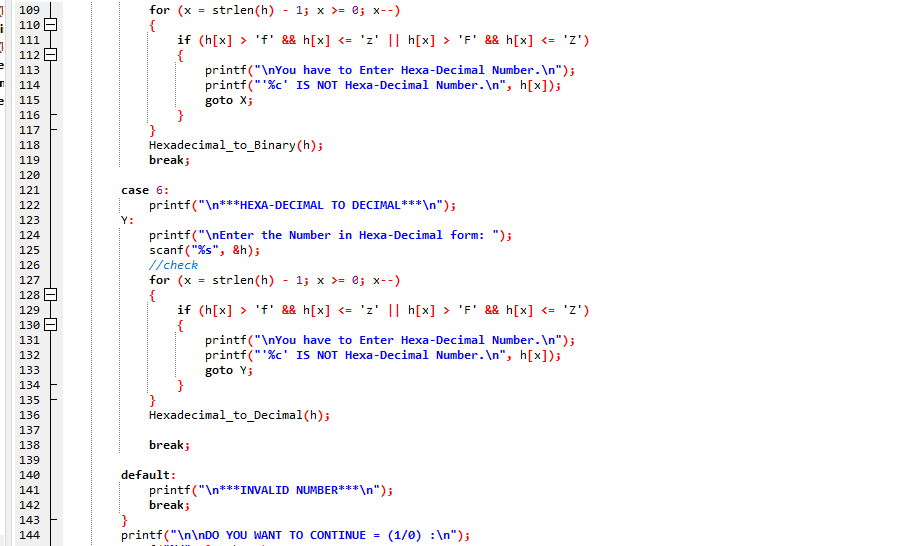 109 for (x = strlen(h) - 1; x >= 0; x--)
110 {
111 if (h[x] > 'f' && h[x] <= 'z' || h[x] > 'F' && h[x] <= 'Z')
112 {
113 printf("\nYou have to Enter Hexa-Decimal Number.\n");
114 printf("'%c' IS NOT Hexa-Decimal Number.\n", h[x]);
115 goto X;
116 }
117 }
118 Hexadecimal_to_Binary(h);
119 break;
120
121 case 6:
122 printf("\n***HEXA-DECIMAL TO DECIMAL***\n");
123 Y:
124 printf("\nEnter the Number in Hexa-Decimal form: ");
125 scanf("%s", &h);
126 //check
127 for (x = strlen(h) - 1; x >= 0; x--)
128 {
129 if (h[x] > 'f' && h[x] <= 'z' || h[x] > 'F' && h[x] <= 'Z')
130 {
131 printf("\nYou have to Enter Hexa-Decimal Number.\n");
132 printf("'%c' IS NOT Hexa-Decimal Number.\n", h[x]);
133 goto Y;
134 }
135 }
136 Hexadecimal_to_Decimal(h);
137
138 break;
139
140 default:
141 printf("\n***INVALID NUMBER***\n");
142 break;
143 }
144 printf("\n\nDO YOU WANT TO CONTINUE = (1/0) :\n");